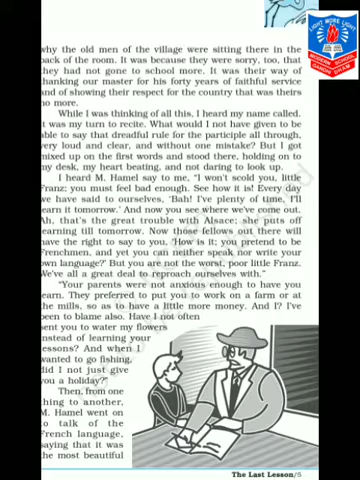 LIGHT MORE LIGHT
MODERN SCHOOL
GANDHIDHAM
why the old men of the village were sitting there in the
back of the room. It was because they were sorry, too, that
they had not gone to school more. It was their way of
thanking our master for his forty years of faithful service
and of showing their respect for the country that was theirs
no more.
While I was thinking of all this, I heard my name called.
It was my turn to recite. What would I not have given to be
able to say that dreadful rule for the participle all through,
very loud and clear, and without one mistake? But I got
mixed up on the first words and stood there, holding on to
my desk, my heart beating, and not daring to look up.
I heard M. Hamel say to me, "I won't scold you, little
Franz; you must feel bad enough. See how it is! Every day
we have said to ourselves, 'Bah! I've plenty of time, I'll
learn it tomorrow.' And now you see where we've come out.
Ah, that's the great trouble with Alsace; she puts off
learning till tomorrow. Now those fellows out there will
have the right to say to you, 'How is it; you pretend to be
Frenchmen, and yet you can neither speak nor write your
own language?' But you are not the worst, poor little Franz.
We've all a great deal to reproach ourselves with."
"Your parents were not anxious enough to have you
learn. They preferred to put you to work on a farm or at
the mills, so as to have a little more money. And I? I've
been to blame also. Have I not often
sent you to water my flowers
instead of learning your
lessons? And when I
wanted to go fishing,
did I not just give
you a holiday?"
Then, from one
thing to another,
M. Hamel went on
to talk of the
French language,
saying that it was
the most beautiful
The Last Lesson/5